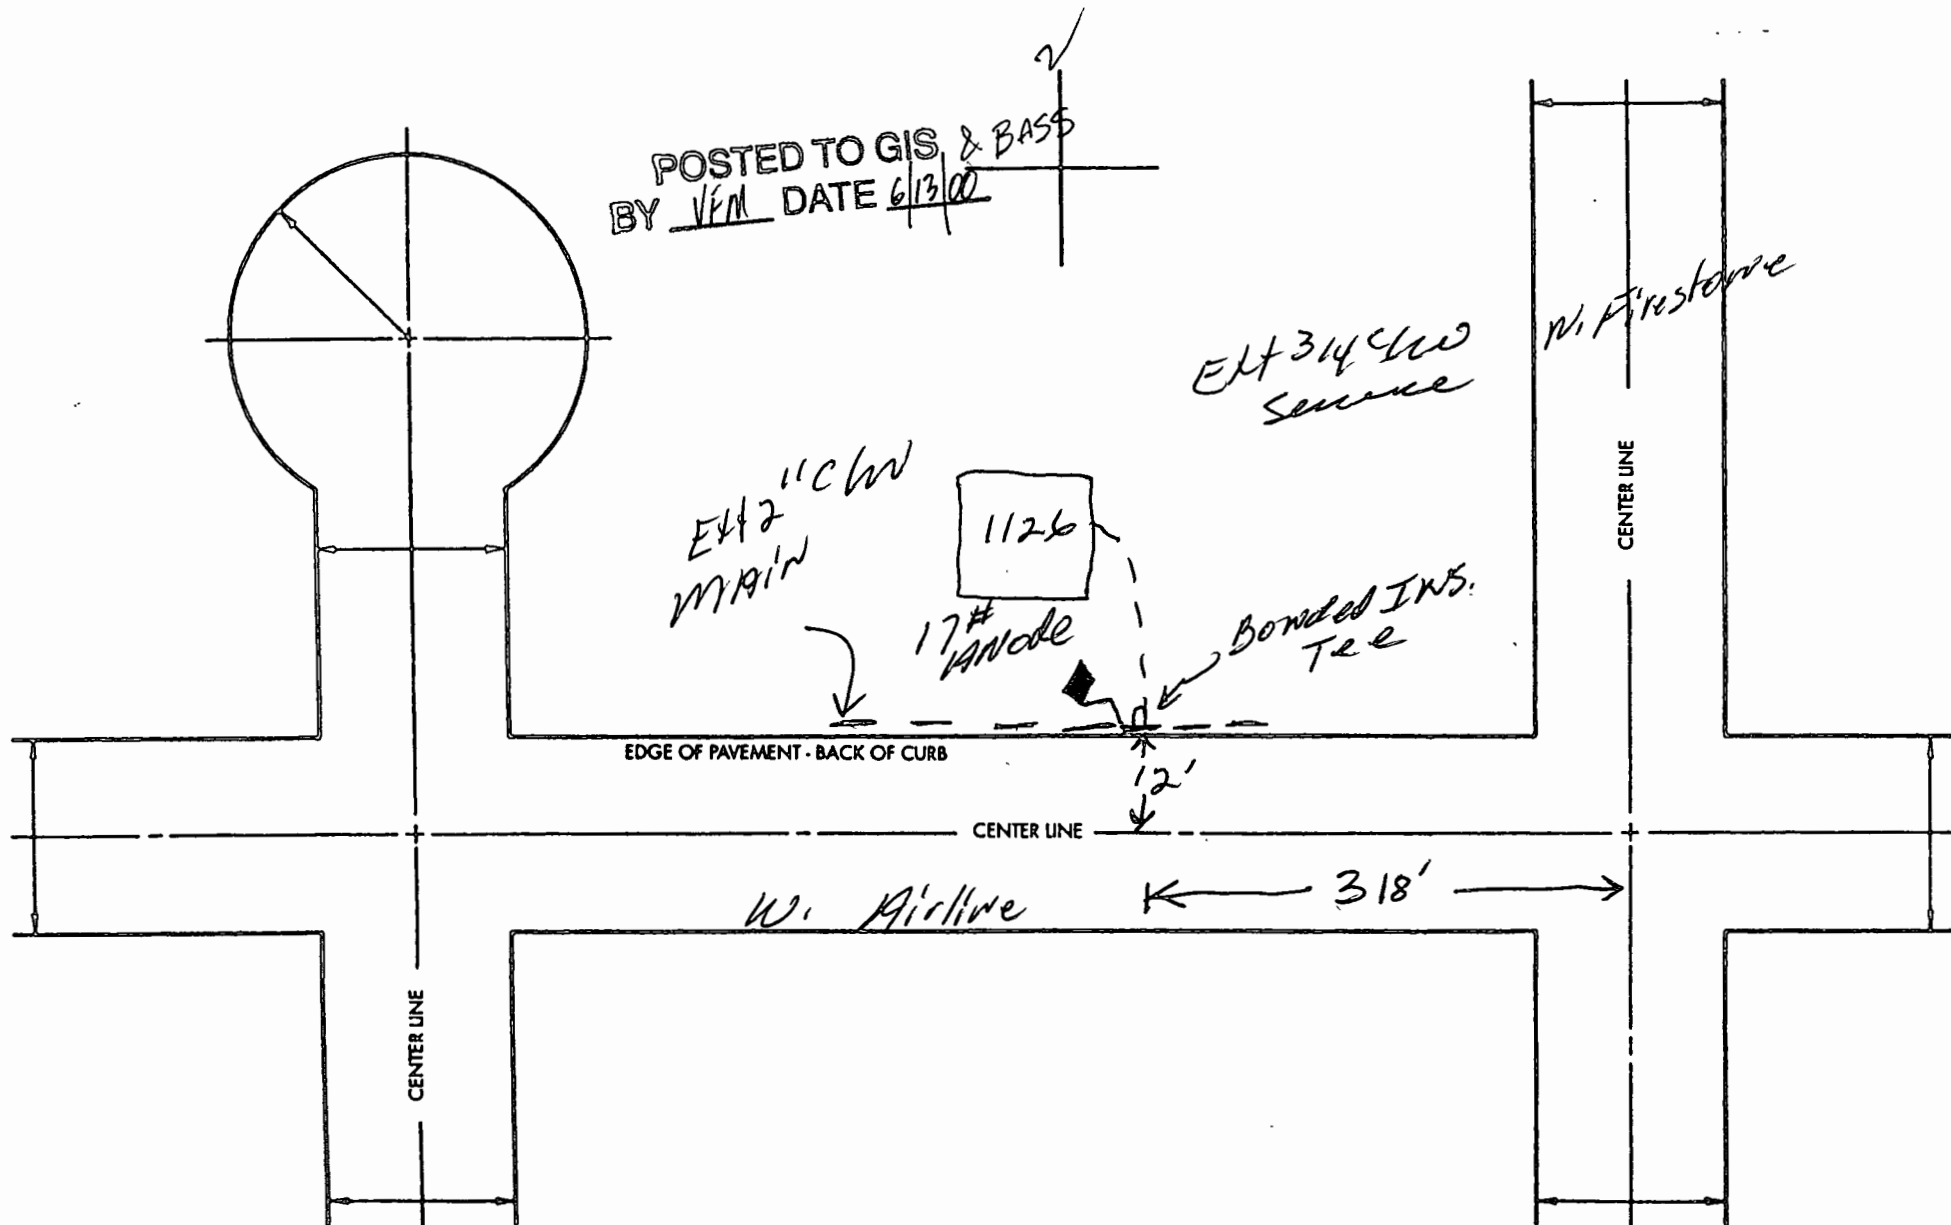 N
POSTED TO GIS & BASS
BY VFM DATE 6/13/00
N. Firestone
Ext 3/4 C/W
Service
Ext 2" C/W
MAIN
1126
17#
ANode
Bonded INS.
Tee
CENTER LINE
EDGE OF PAVEMENT - BACK OF CURB
12'
CENTER LINE
318'
W. Airline
CENTER LINE